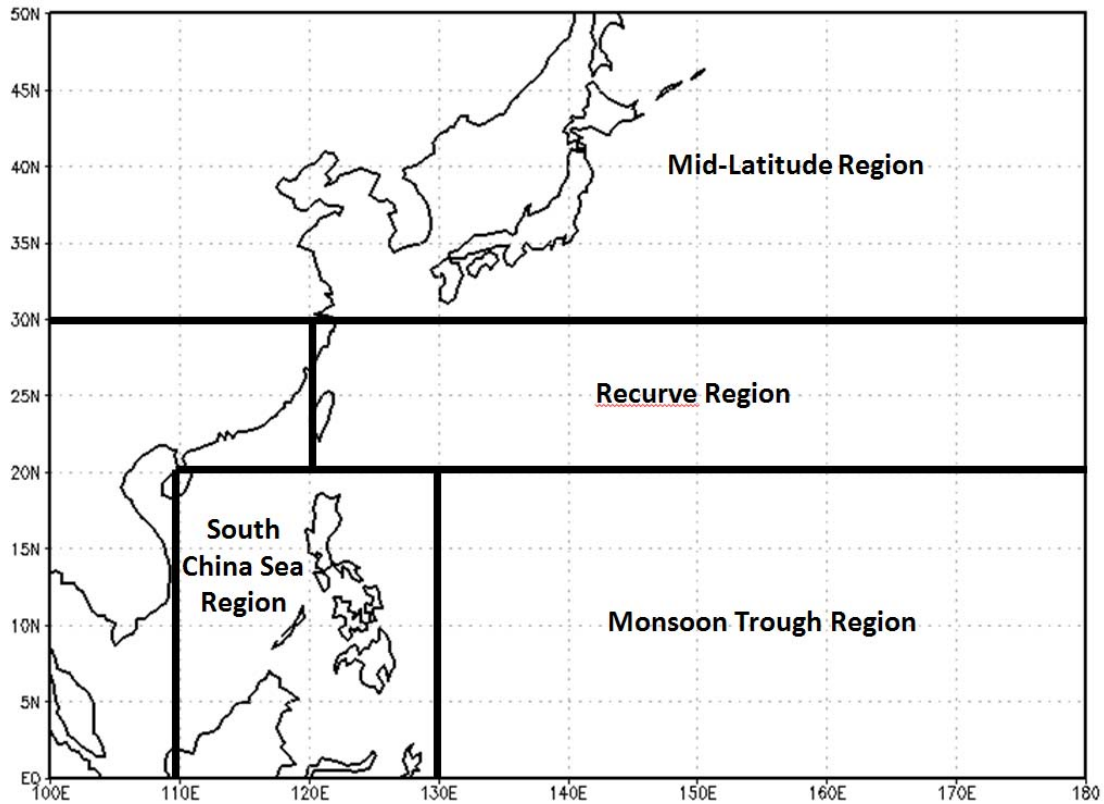 50N
45N
40N
35N
30N
25N
20N
15N
10N
5N
EQ
Mid-Latitude Region
Recurve Region
South
China Sea
Region
Monsoon Trough Region
100E 110E 120E 130E 140E 150E 160E 170E 180